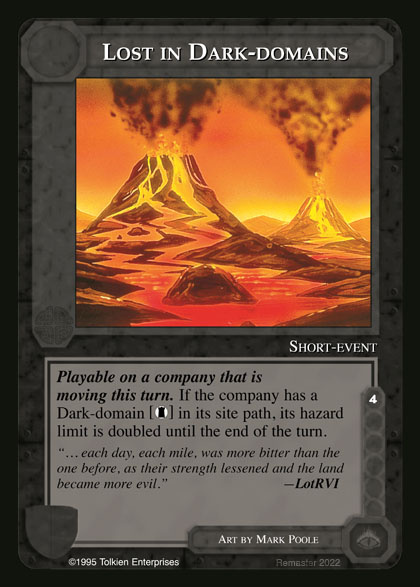 LOST IN DARK-DOMAINS
SHORT-EVENT
Playable on a company that is
moving this turn. If the company has a
Dark-domain [ ] in its site path, its hazard
limit is doubled until the end of the turn.
4
“… each day, each mile, was more bitter than the
one before, as their strength lessened and the land
became more evil.” —LotRVI
ART BY MARK POOLE
©1995 Tolkien Enterprises
Remaster 2022